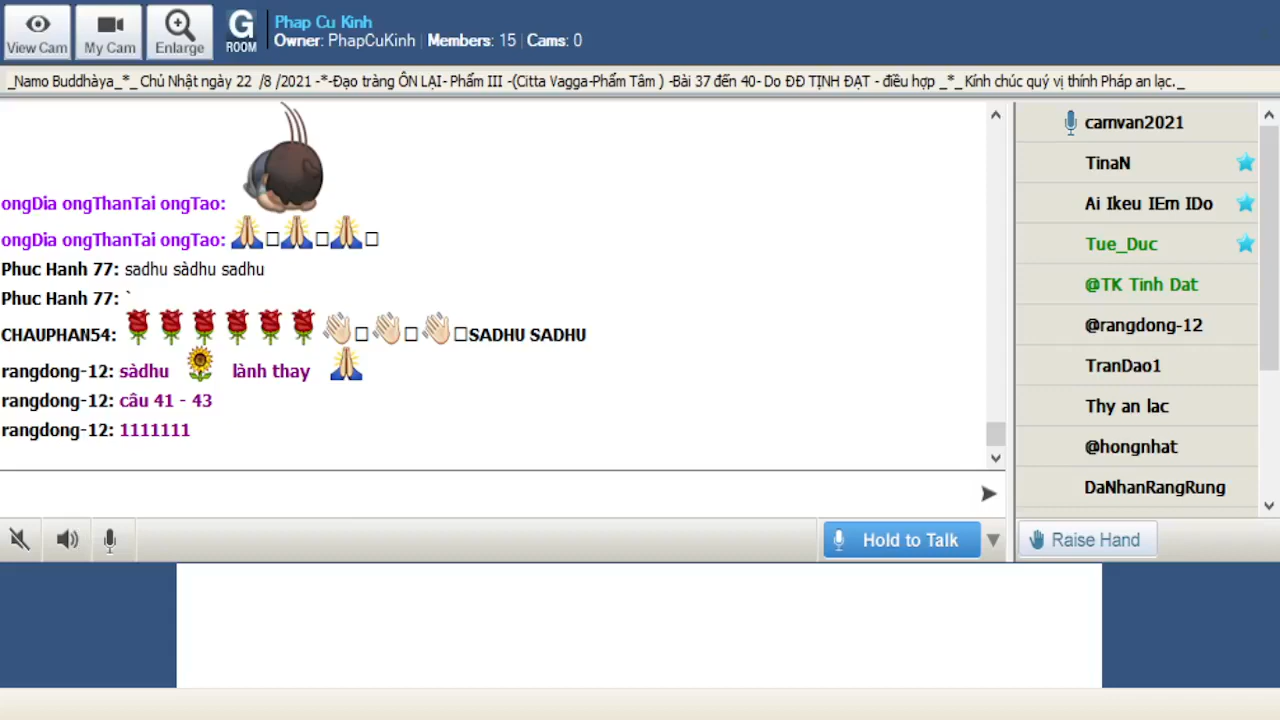 View Cam
My Cam
Enlarge
G
ROOM
Phap Cu Kinh
Owner: PhapCuKinh | Members: 15 | Cams: 0
_Namo Buddhàya_*_ Chủ Nhật ngày 22 /8 /2021 -*-Đạo tràng ÔN LẠI- Phẩm III -(Citta Vagga-Phẩm Tâm ) -Bài 37 đến 40- Do ĐĐ TỊNH ĐẠT - điều hợp _*_ Kính chúc quý vị thính Pháp an lạc._
ongDia ongThanTai ongTao:
ongDia ongThanTai ongTao: 🙏🙏🙏
Phuc Hanh 77: sadhu sàdhu sadhu
Phuc Hanh 77: `
CHAUPHAN54: 🌹🌹🌹🌹🌹🌹👋👋👋SADHU SADHU
rangdong-12: sàdhu 🌻 lành thay 🙏
rangdong-12: câu 41 - 43
rangdong-12: 1111111
camvan2021
TinaN
Ai Ikeu IEm IDo
Tue_Duc
@TK Tinh Dat
@rangdong-12
TranDao1
Thy an lac
@hongnhat
DaNhanRangRung
Hold to Talk
Raise Hand